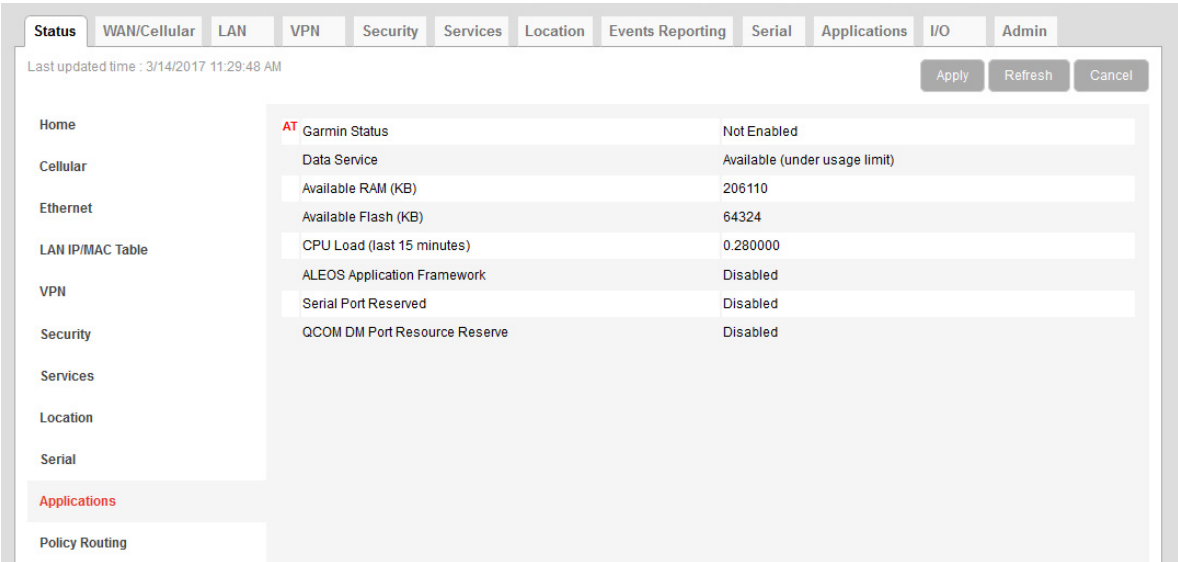 Status WAN/Cellular LAN VPN Security Services Location Events Reporting Serial Applications I/O Admin
Last updated time : 3/14/2017 11:29:48 AM
Apply Refresh Cancel
Home
Cellular
Ethernet
LAN IP/MAC Table
VPN
Security
Services
Location
Serial
Applications
Policy Routing
AT Garmin Status Not Enabled
Data Service Available (under usage limit)
Available RAM (KB) 206110
Available Flash (KB) 64324
CPU Load (last 15 minutes) 0.280000
ALEOS Application Framework Disabled
Serial Port Reserved Disabled
QCOM DM Port Resource Reserve Disabled